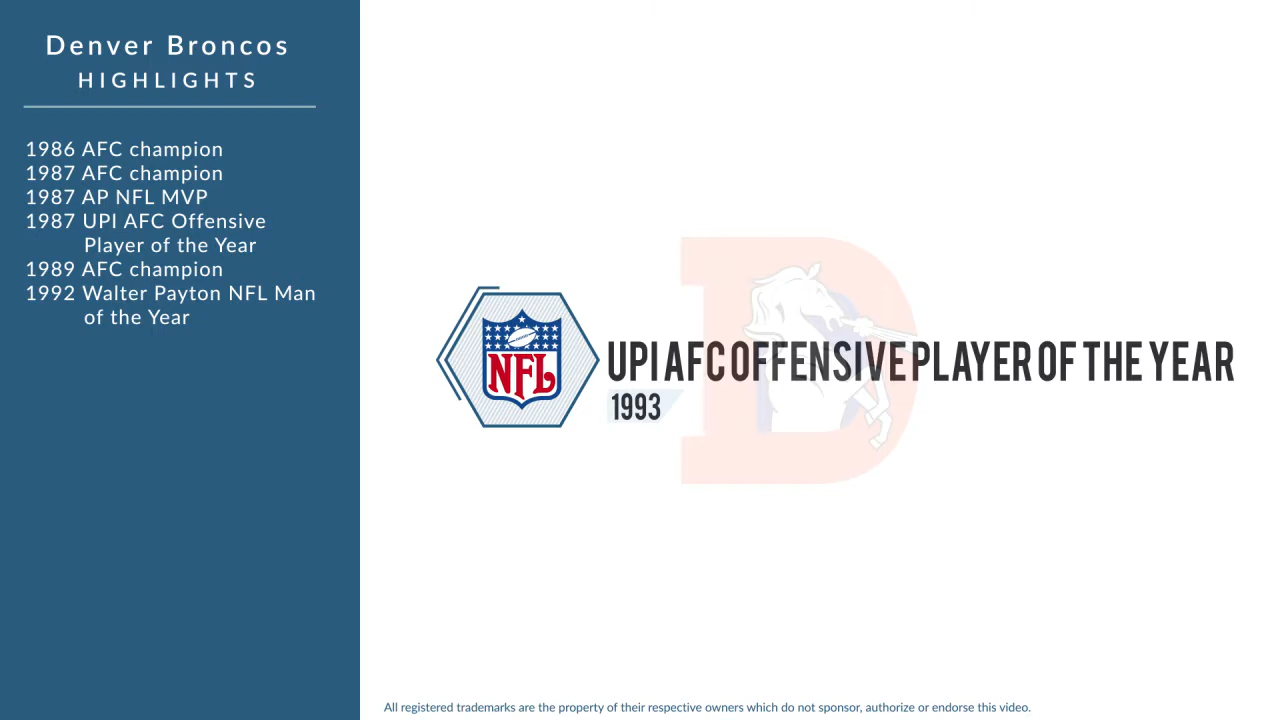 Denver Broncos
HIGHLIGHTS
1986 AFC champion
1987 AFC champion
1987 AP NFL MVP
1987 UPI AFC Offensive
Player of the Year
1989 AFC champion
1992 Walter Payton NFL Man
of the Year
NFL
UPI AFC OFFENSIVE PLAYER OF THE YEAR
1993
D
All registered trademarks are the property of their respective owners which do not sponsor, authorize or endorse this video.